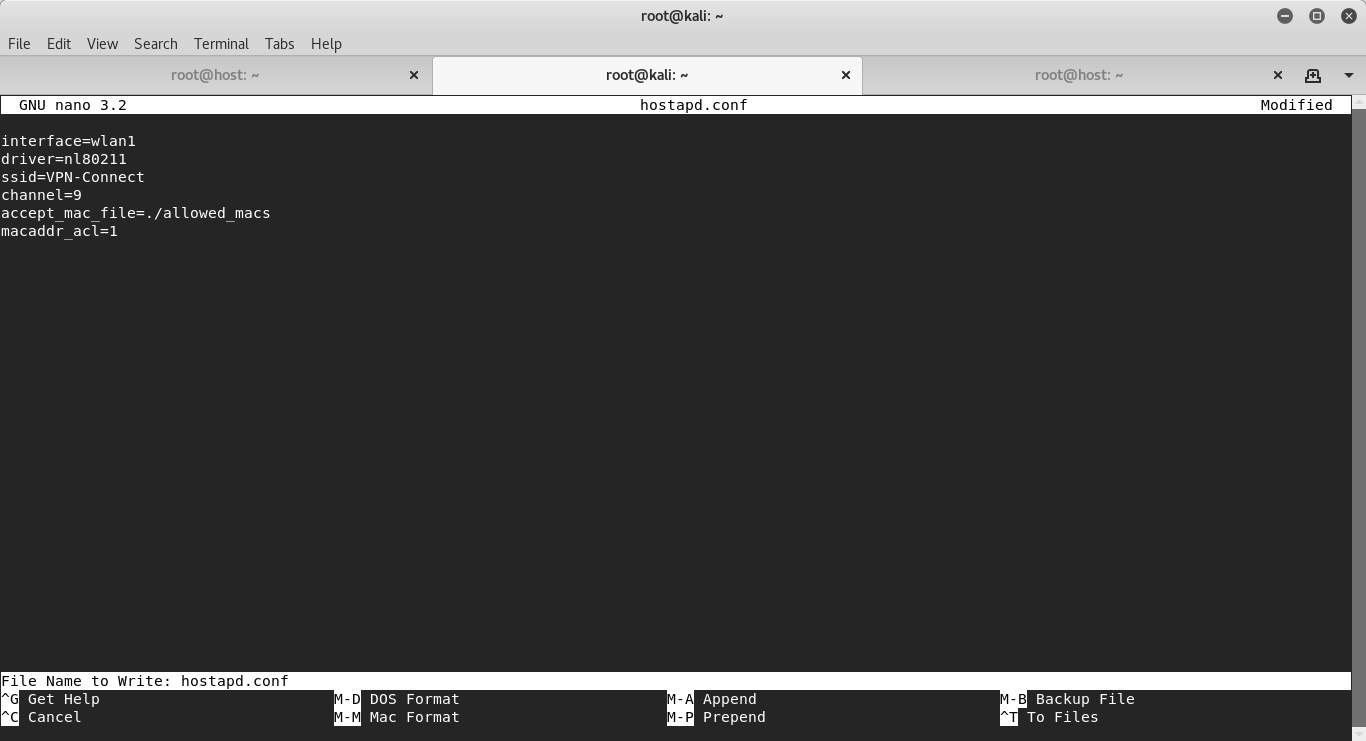 root@kali: ~
File Edit View Search Terminal Tabs Help
root@host: ~ root@kali: ~ root@host: ~
GNU nano 3.2 hostapd.conf Modified
interface=wlan1
driver=nl80211
ssid=VPN-Connect
channel=9
accept_mac_file=./allowed_macs
macaddr_acl=1
File Name to Write: hostapd.conf
^G Get Help M-D DOS Format M-A Append M-B Backup File
^C Cancel M-M Mac Format M-P Prepend ^T To Files